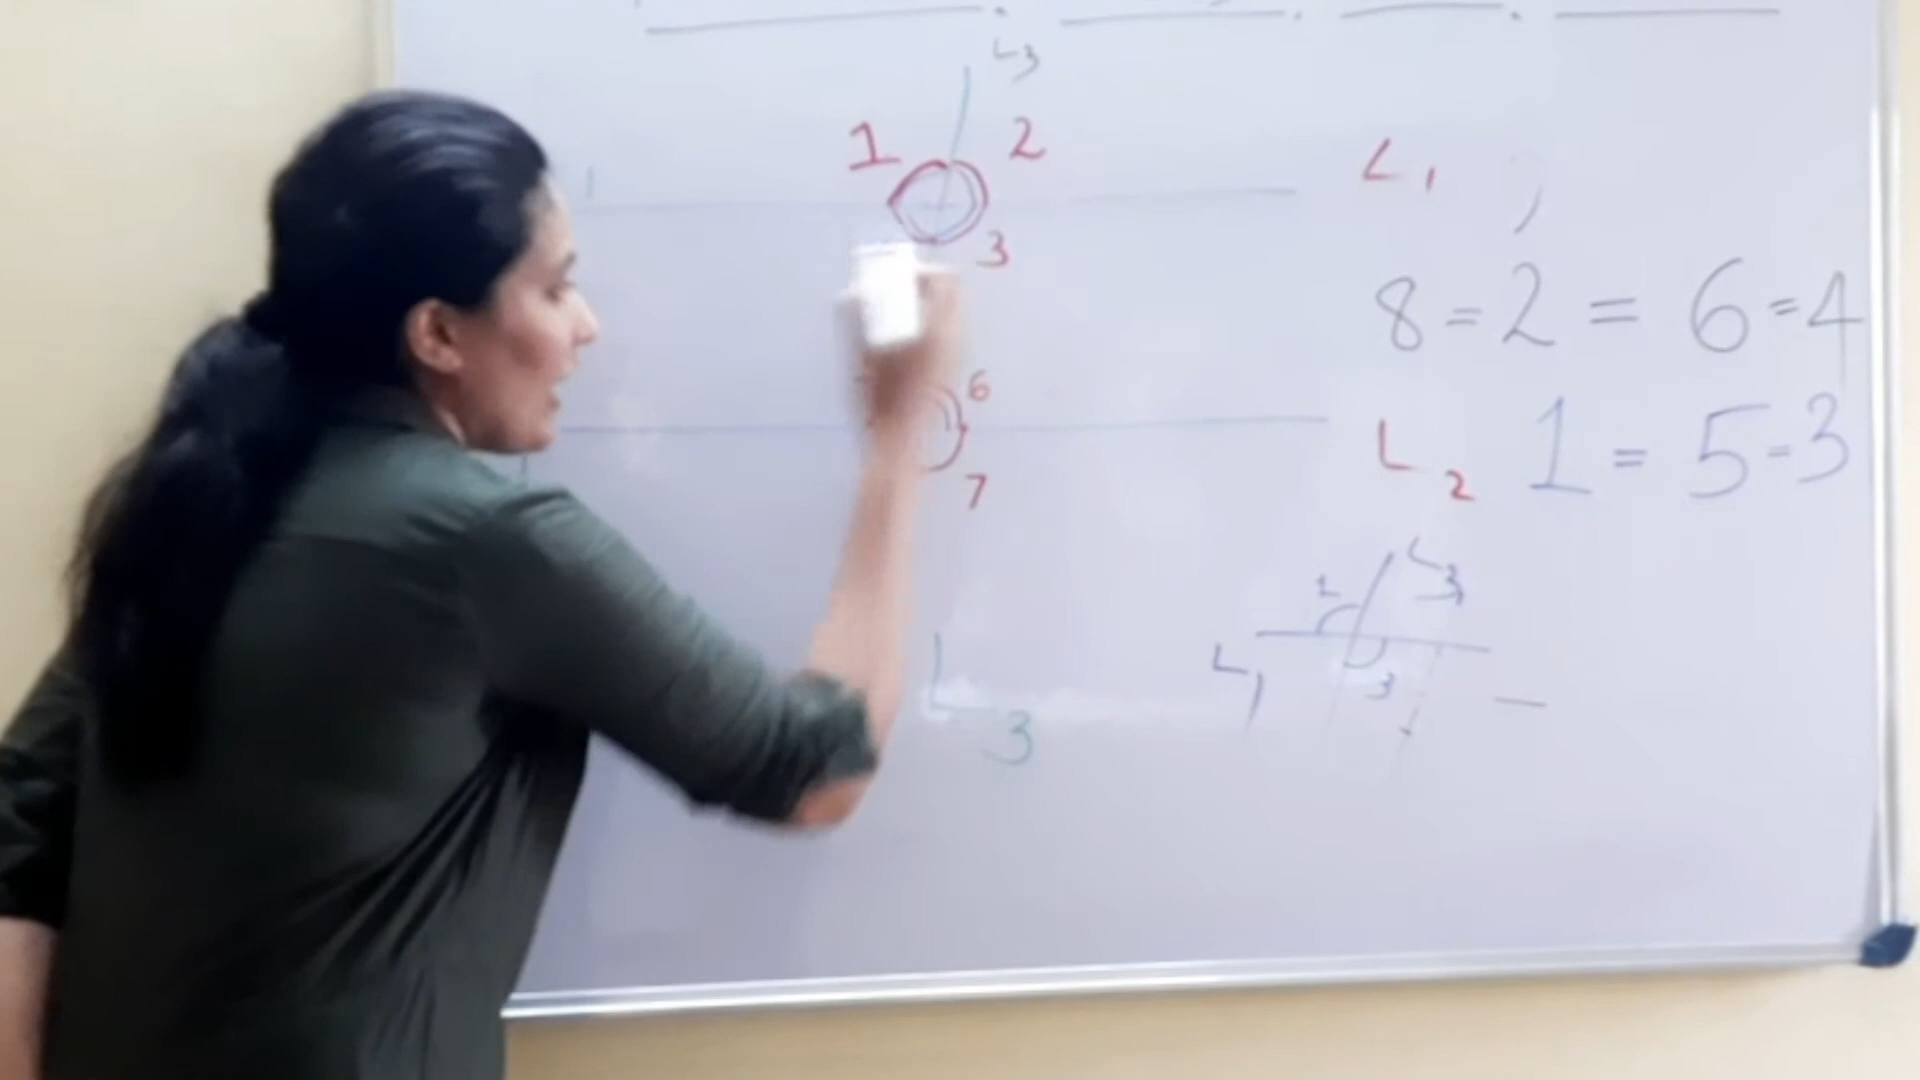 L3
1 2
L1
3
8 = 2 = 6 = 4
6
L2 1 = 5 = 3
7
L3
1
L1
3
L3